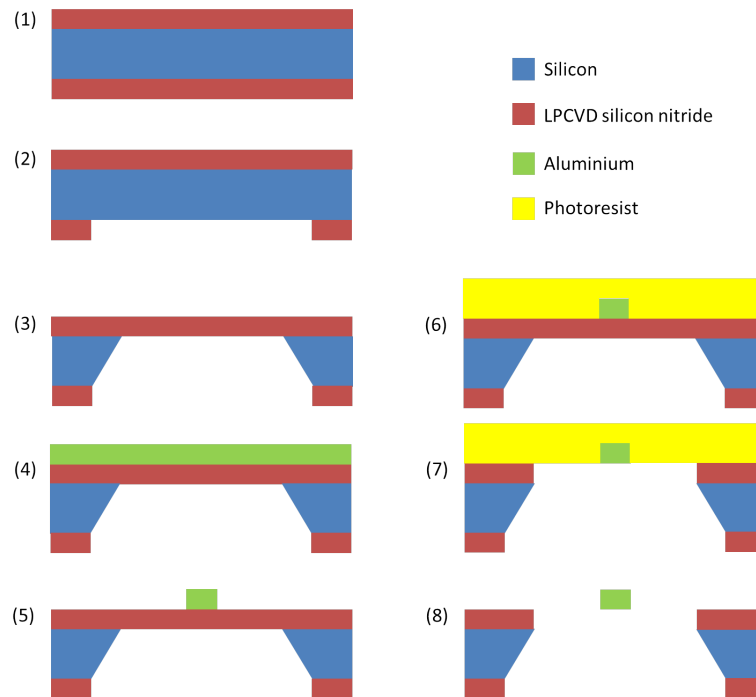 (1)
Silicon
LPCVD silicon nitride
(2)
Aluminium
Photoresist
(3)
(6)
(4)
(7)
(5)
(8)